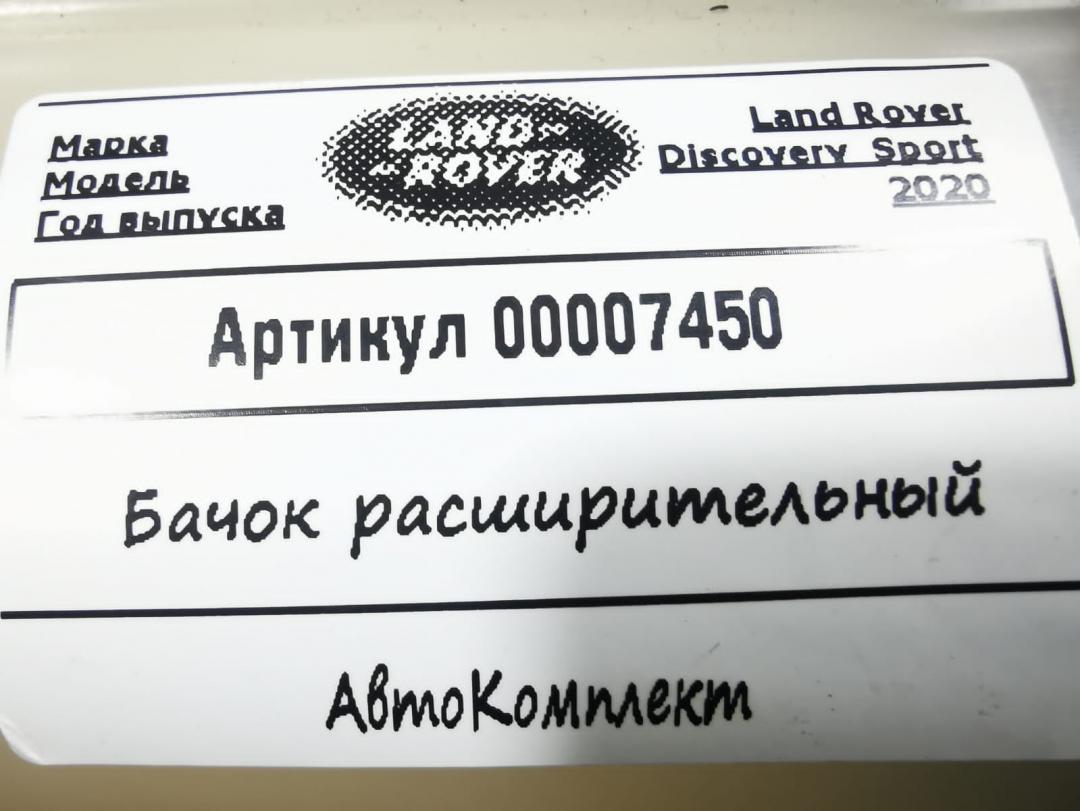 Марка
Модель
Год выпуска
LAND-
-ROVER
Land Rover
Discovery Sport
2020
Артикул 00007450
Бачок расширительный
АвтоКомплект